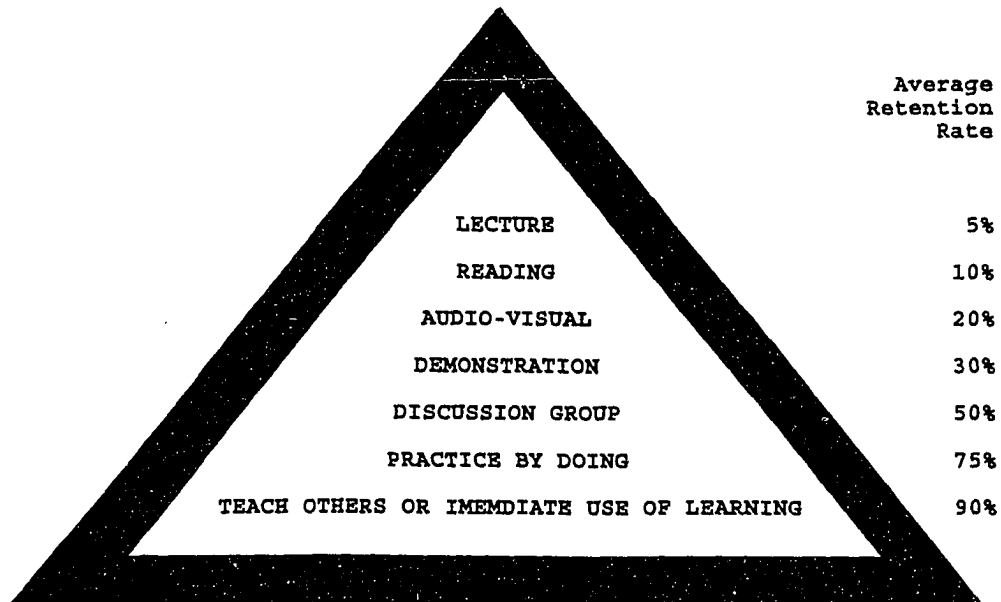 Average
Retention
Rate
LECTURE 5%
READING 10%
AUDIO-VISUAL 20%
DEMONSTRATION 30%
DISCUSSION GROUP 50%
PRACTICE BY DOING 75%
TEACH OTHERS OR IMEMDIATE USE OF LEARNING 90%